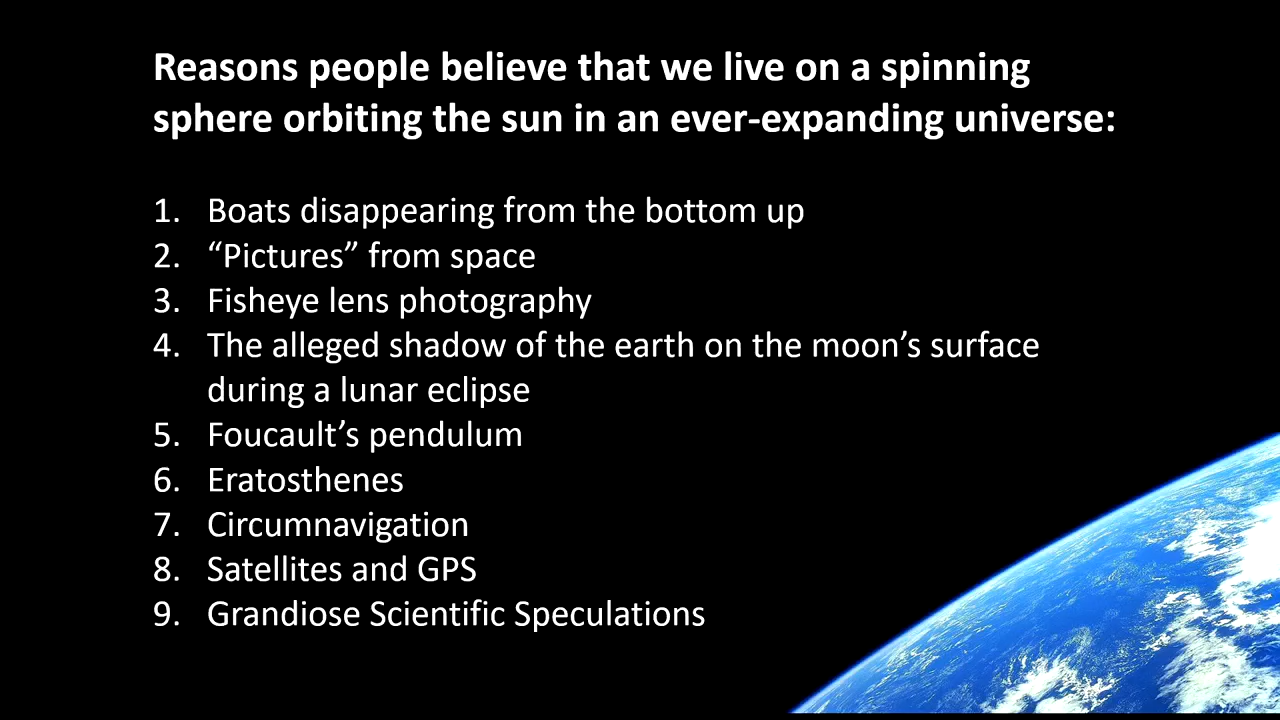 Reasons people believe that we live on a spinning
sphere orbiting the sun in an ever-expanding universe:
1. Boats disappearing from the bottom up
2. “Pictures” from space
3. Fisheye lens photography
4. The alleged shadow of the earth on the moon’s surface
during a lunar eclipse
5. Foucault’s pendulum
6. Eratosthenes
7. Circumnavigation
8. Satellites and GPS
9. Grandiose Scientific Speculations